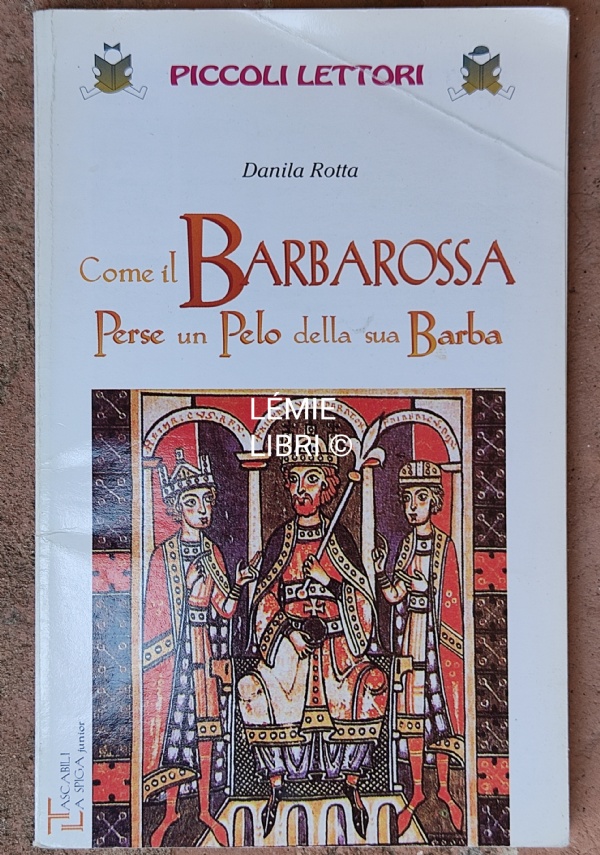 PICCOLI LETTORI
Danila Rotta
Come il BARBAROSSA
Perse un Pelo della sua Barba
LÉMIE
LIBRI ©
TASCABILI
LA SPIGA junior